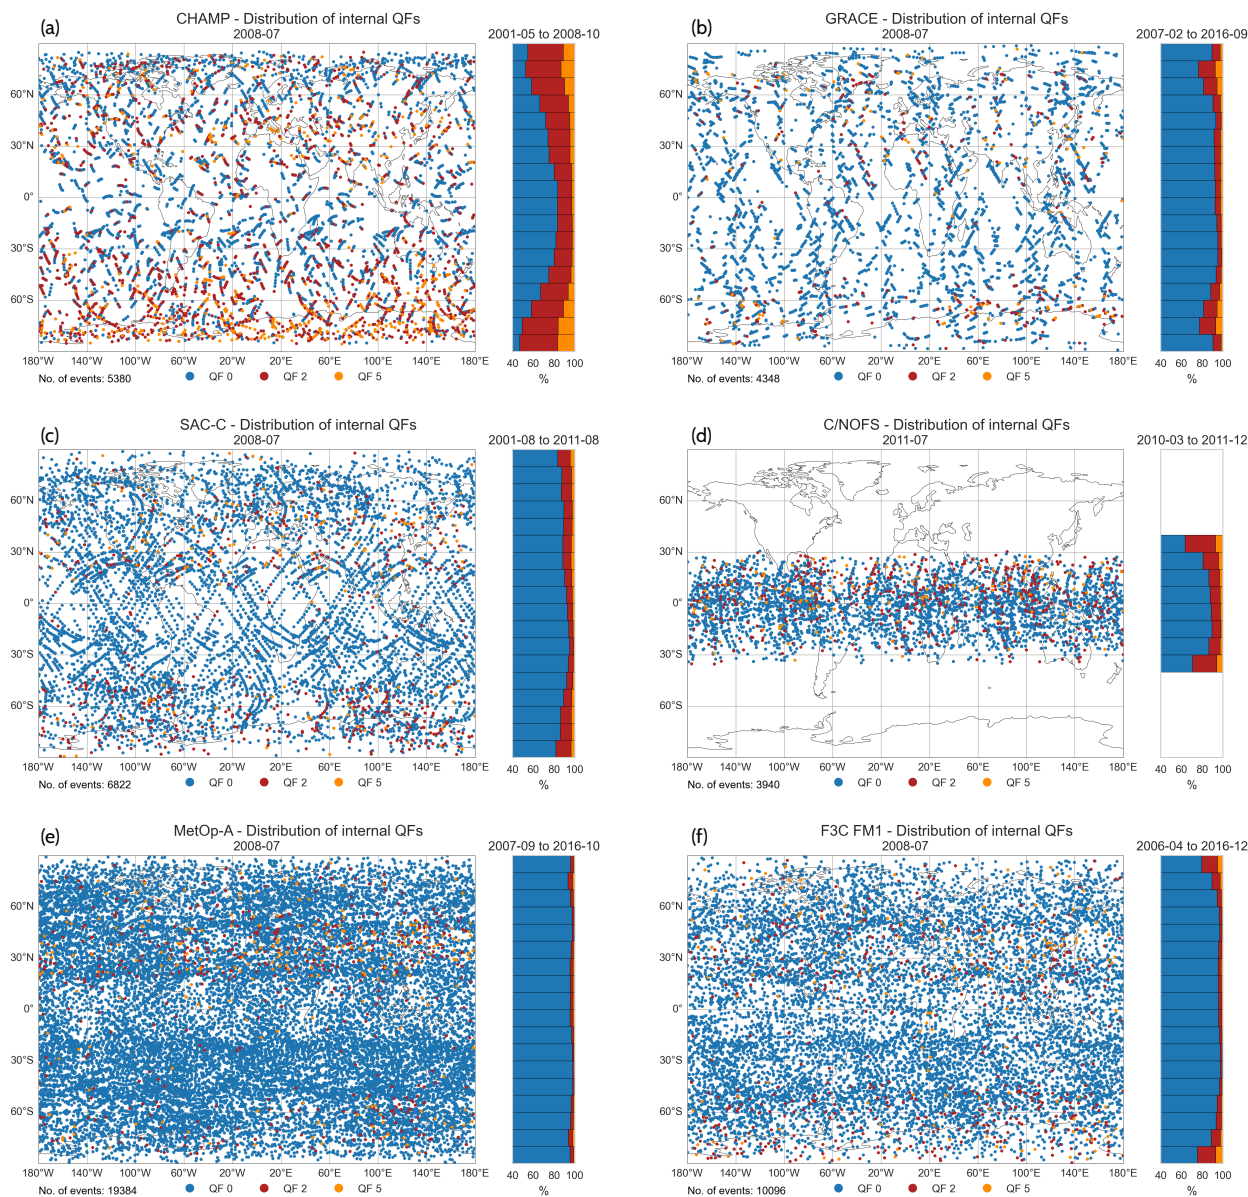 (a)
CHAMP - Distribution of internal QFs
2008-07
2001-05 to 2008-10
60°N
30°N
0°
30°S
60°S
180°W 140°W 100°W 60°W 20°W 20°E 60°E 100°E 140°E
40 60 80 100
%
No. of events: 5380
QF 0 QF 2 QF 5
(b)
GRACE - Distribution of internal QFs
2008-07
2007-02 to 2016-09
60°N
30°N
0°
30°S
60°S
180°W 140°W 100°W 60°W 20°W 20°E 60°E 100°E 140°E 180°E
40 60 80 100
%
No. of events: 4348
QF 0 QF 2 QF 5
(c)
SAC-C - Distribution of internal QFs
2008-07
2001-08 to 2011-08
60°N
30°N
0°
30°S
60°S
180°W 140°W 100°W 60°W 20°W 20°E 60°E 100°E 140°E
40 60 80 100
%
No. of events: 6822
QF 0 QF 2 QF 5
(d)
C/NOFS - Distribution of internal QFs
2011-07
2010-03 to 2011-12
60°N
30°N
0°
30°S
60°S
180°W 140°W 100°W 60°W 20°W 20°E 60°E 100°E 140°E 180°E
40 60 80 100
%
No. of events: 3940
QF 0 QF 2 QF 5
(e)
MetOp-A - Distribution of internal QFs
2008-07
2007-09 to 2016-10
60°N
30°N
0°
30°S
60°S
180°W 140°W 100°W 60°W 20°W 20°E 60°E 100°E 140°E
40 60 80 100
%
No. of events: 19384
QF 0 QF 2 QF 5
(f)
F3C FM1 - Distribution of internal QFs
2008-07
2006-04 to 2016-12
60°N
30°N
0°
30°S
60°S
180°W 140°W 100°W 60°W 20°W 20°E 60°E 100°E 140°E 180°E
40 60 80 100
%
No. of events: 10096
QF 0 QF 2 QF 5